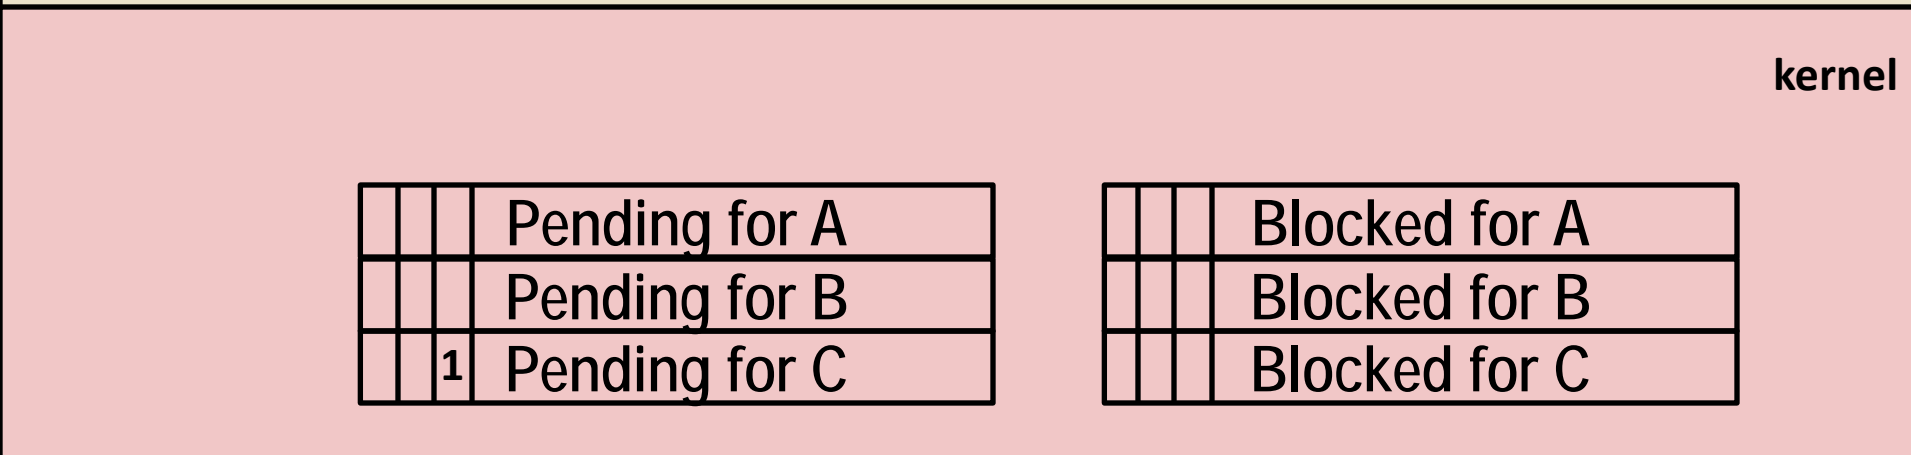 kernel
Pending for A
Blocked for A
Pending for B
Blocked for B
1 Pending for C
Blocked for C